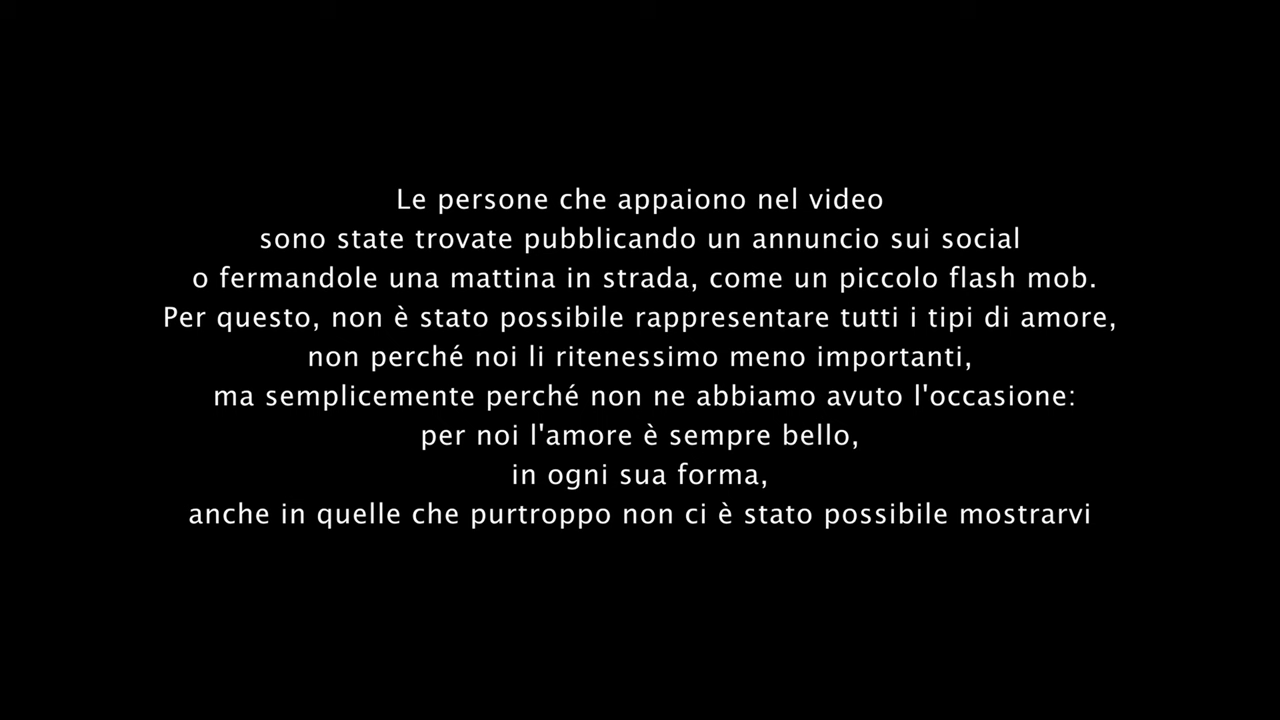 Le persone che appaiono nel video
sono state trovate pubblicando un annuncio sui social
o fermandole una mattina in strada, come un piccolo flash mob.
Per questo, non è stato possibile rappresentare tutti i tipi di amore,
non perché noi li ritenessimo meno importanti,
ma semplicemente perché non ne abbiamo avuto l'occasione:
per noi l'amore è sempre bello,
in ogni sua forma,
anche in quelle che purtroppo non ci è stato possibile mostrarvi